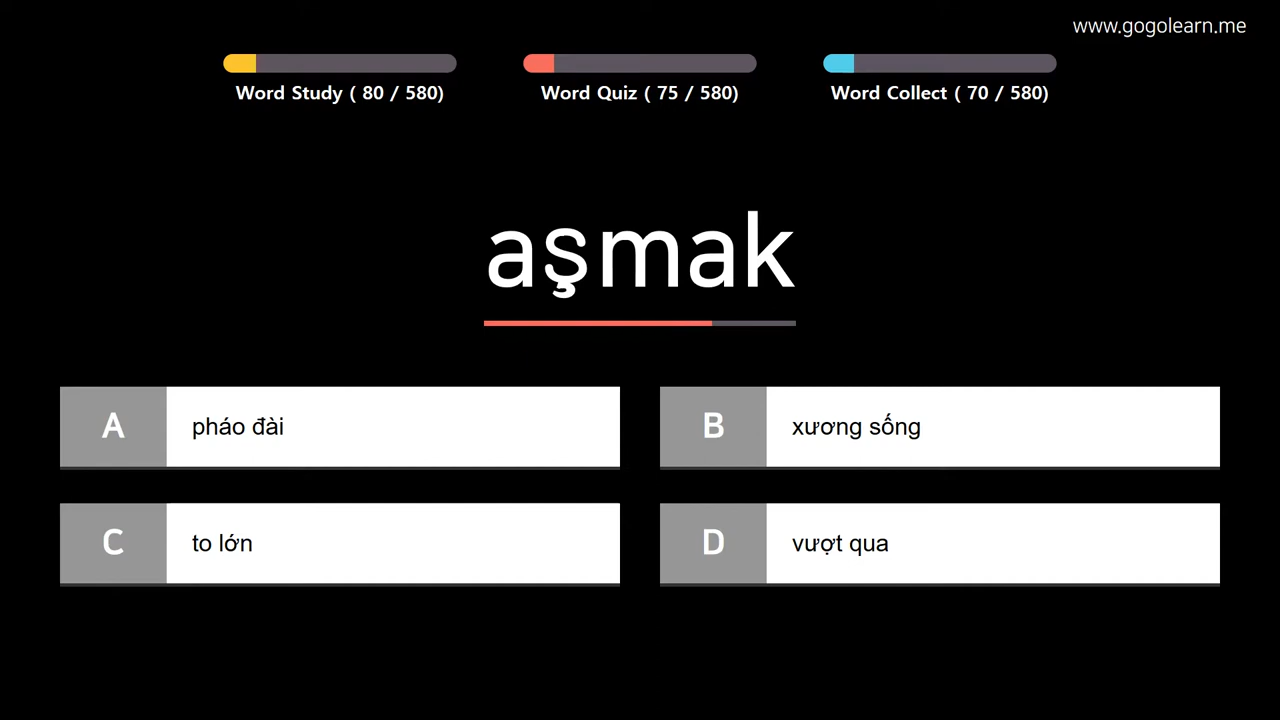 www.gogolearn.me
Word Study ( 80 / 580)
Word Quiz ( 75 / 580)
Word Collect ( 70 / 580)
aşmak
A
pháo đài
B
xương sống
C
to lớn
D
vượt qua